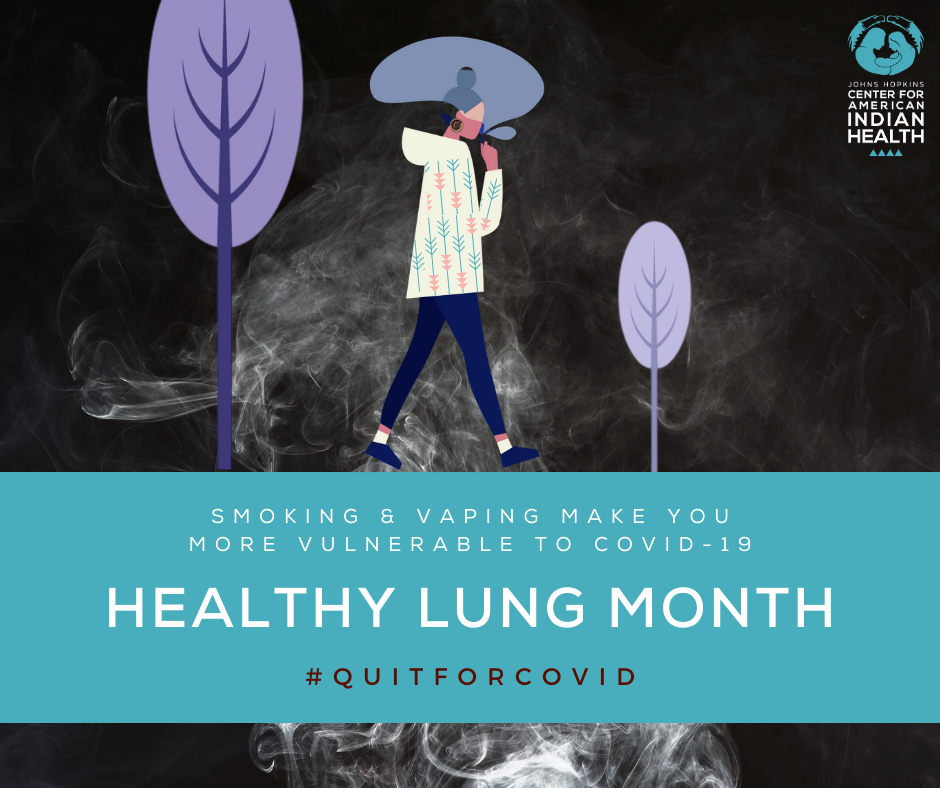 JOHNS HOPKINS
CENTER FOR
AMERICAN
INDIAN
HEALTH
SMOKING & VAPING MAKE YOU
MORE VULNERABLE TO COVID-19
HEALTHY LUNG MONTH
#QUITFORCOVID